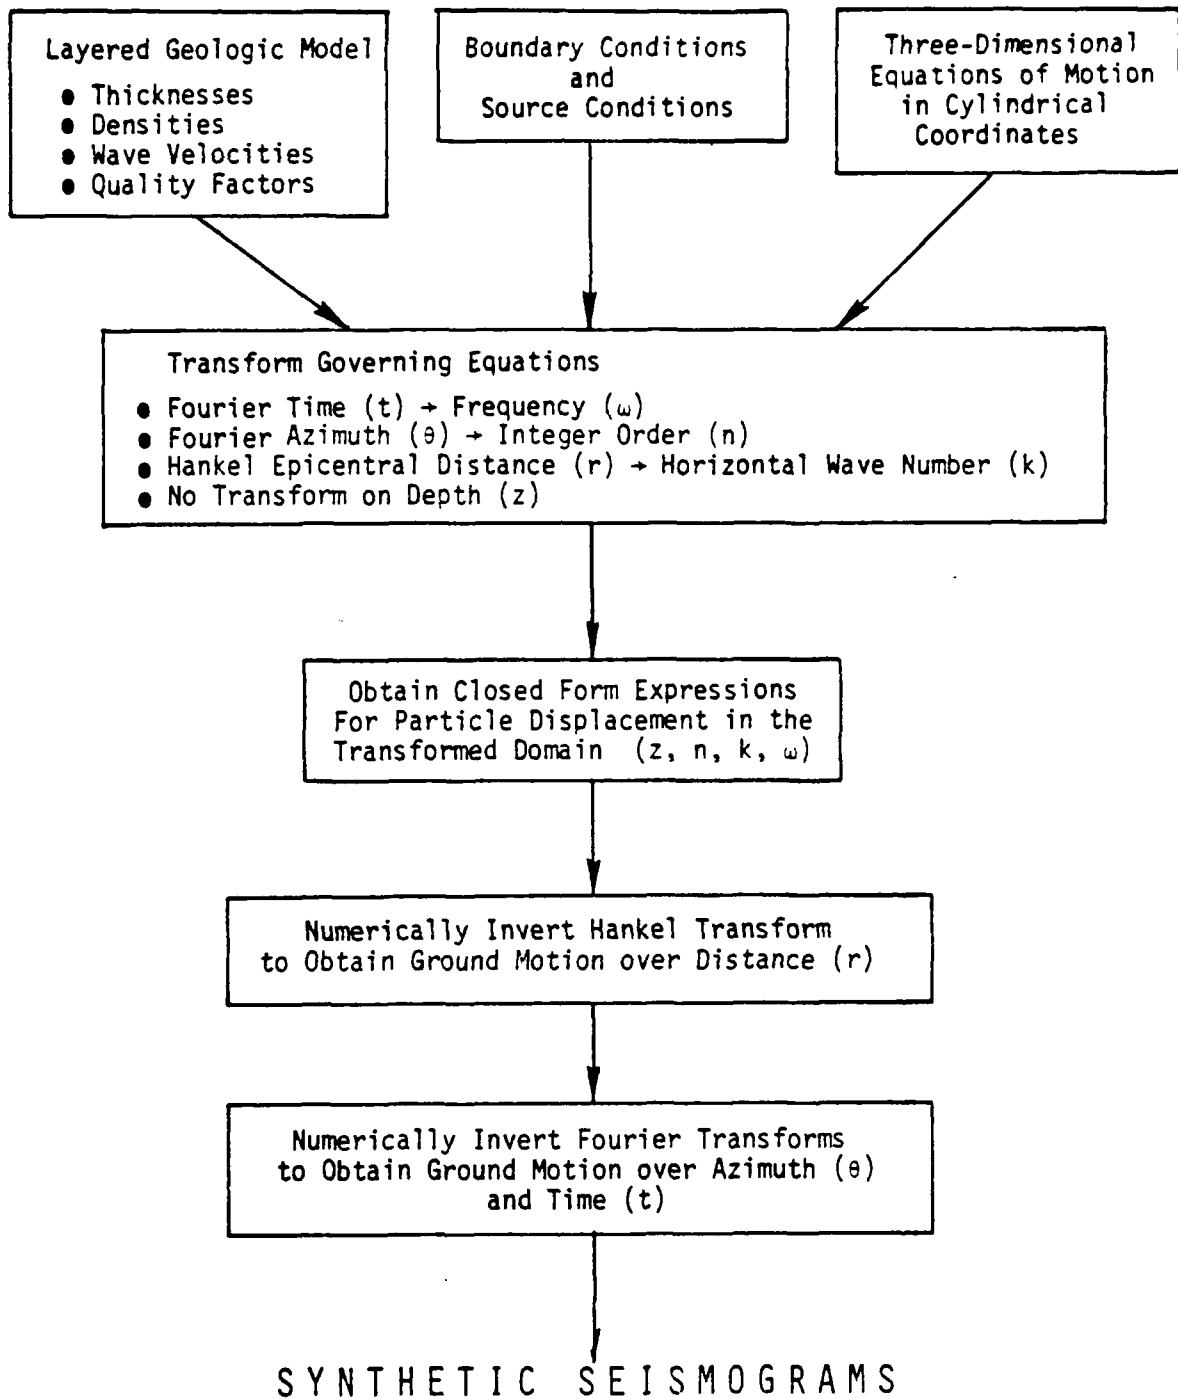 Layered Geologic Model
● Thicknesses
● Densities
● Wave Velocities
● Quality Factors
Boundary Conditions
and
Source Conditions
Three-Dimensional
Equations of Motion
in Cylindrical
Coordinates
Transform Governing Equations
● Fourier Time (t) → Frequency (ω)
● Fourier Azimuth (θ) → Integer Order (n)
● Hankel Epicentral Distance (r) → Horizontal Wave Number (k)
● No Transform on Depth (z)
Obtain Closed Form Expressions
For Particle Displacement in the
Transformed Domain (z, n, k, ω)
Numerically Invert Hankel Transform
to Obtain Ground Motion over Distance (r)
Numerically Invert Fourier Transforms
to Obtain Ground Motion over Azimuth (θ)
and Time (t)
SYNTHETIC SEISMOGRAMS